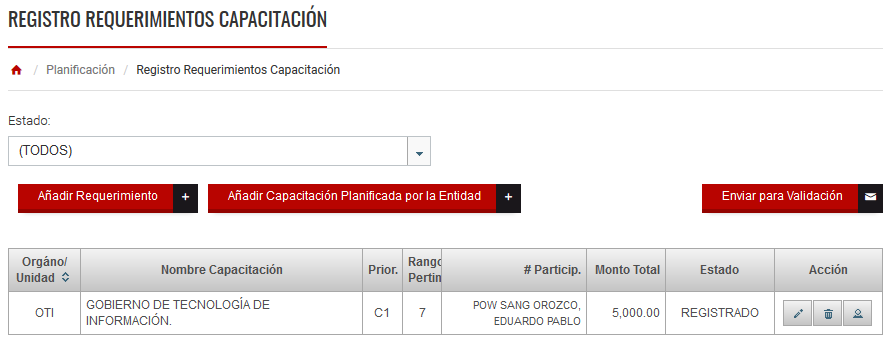 REGISTRO REQUERIMIENTOS CAPACITACIÓN
/ Planificación / Registro Requerimientos Capacitación
Estado:
(TODOS)
Añadir Requerimiento +
Añadir Capacitación Planificada por la Entidad +
Enviar para Validación
Orgáno/
Unidad
Nombre Capacitación
Prior.
Rango
Pertin
# Particip.
Monto Total
Estado
Acción
OTI
GOBIERNO DE TECNOLOGÍA DE
INFORMACIÓN.
C1
7
POW SANG OROZCO,
EDUARDO PABLO
5,000.00
REGISTRADO